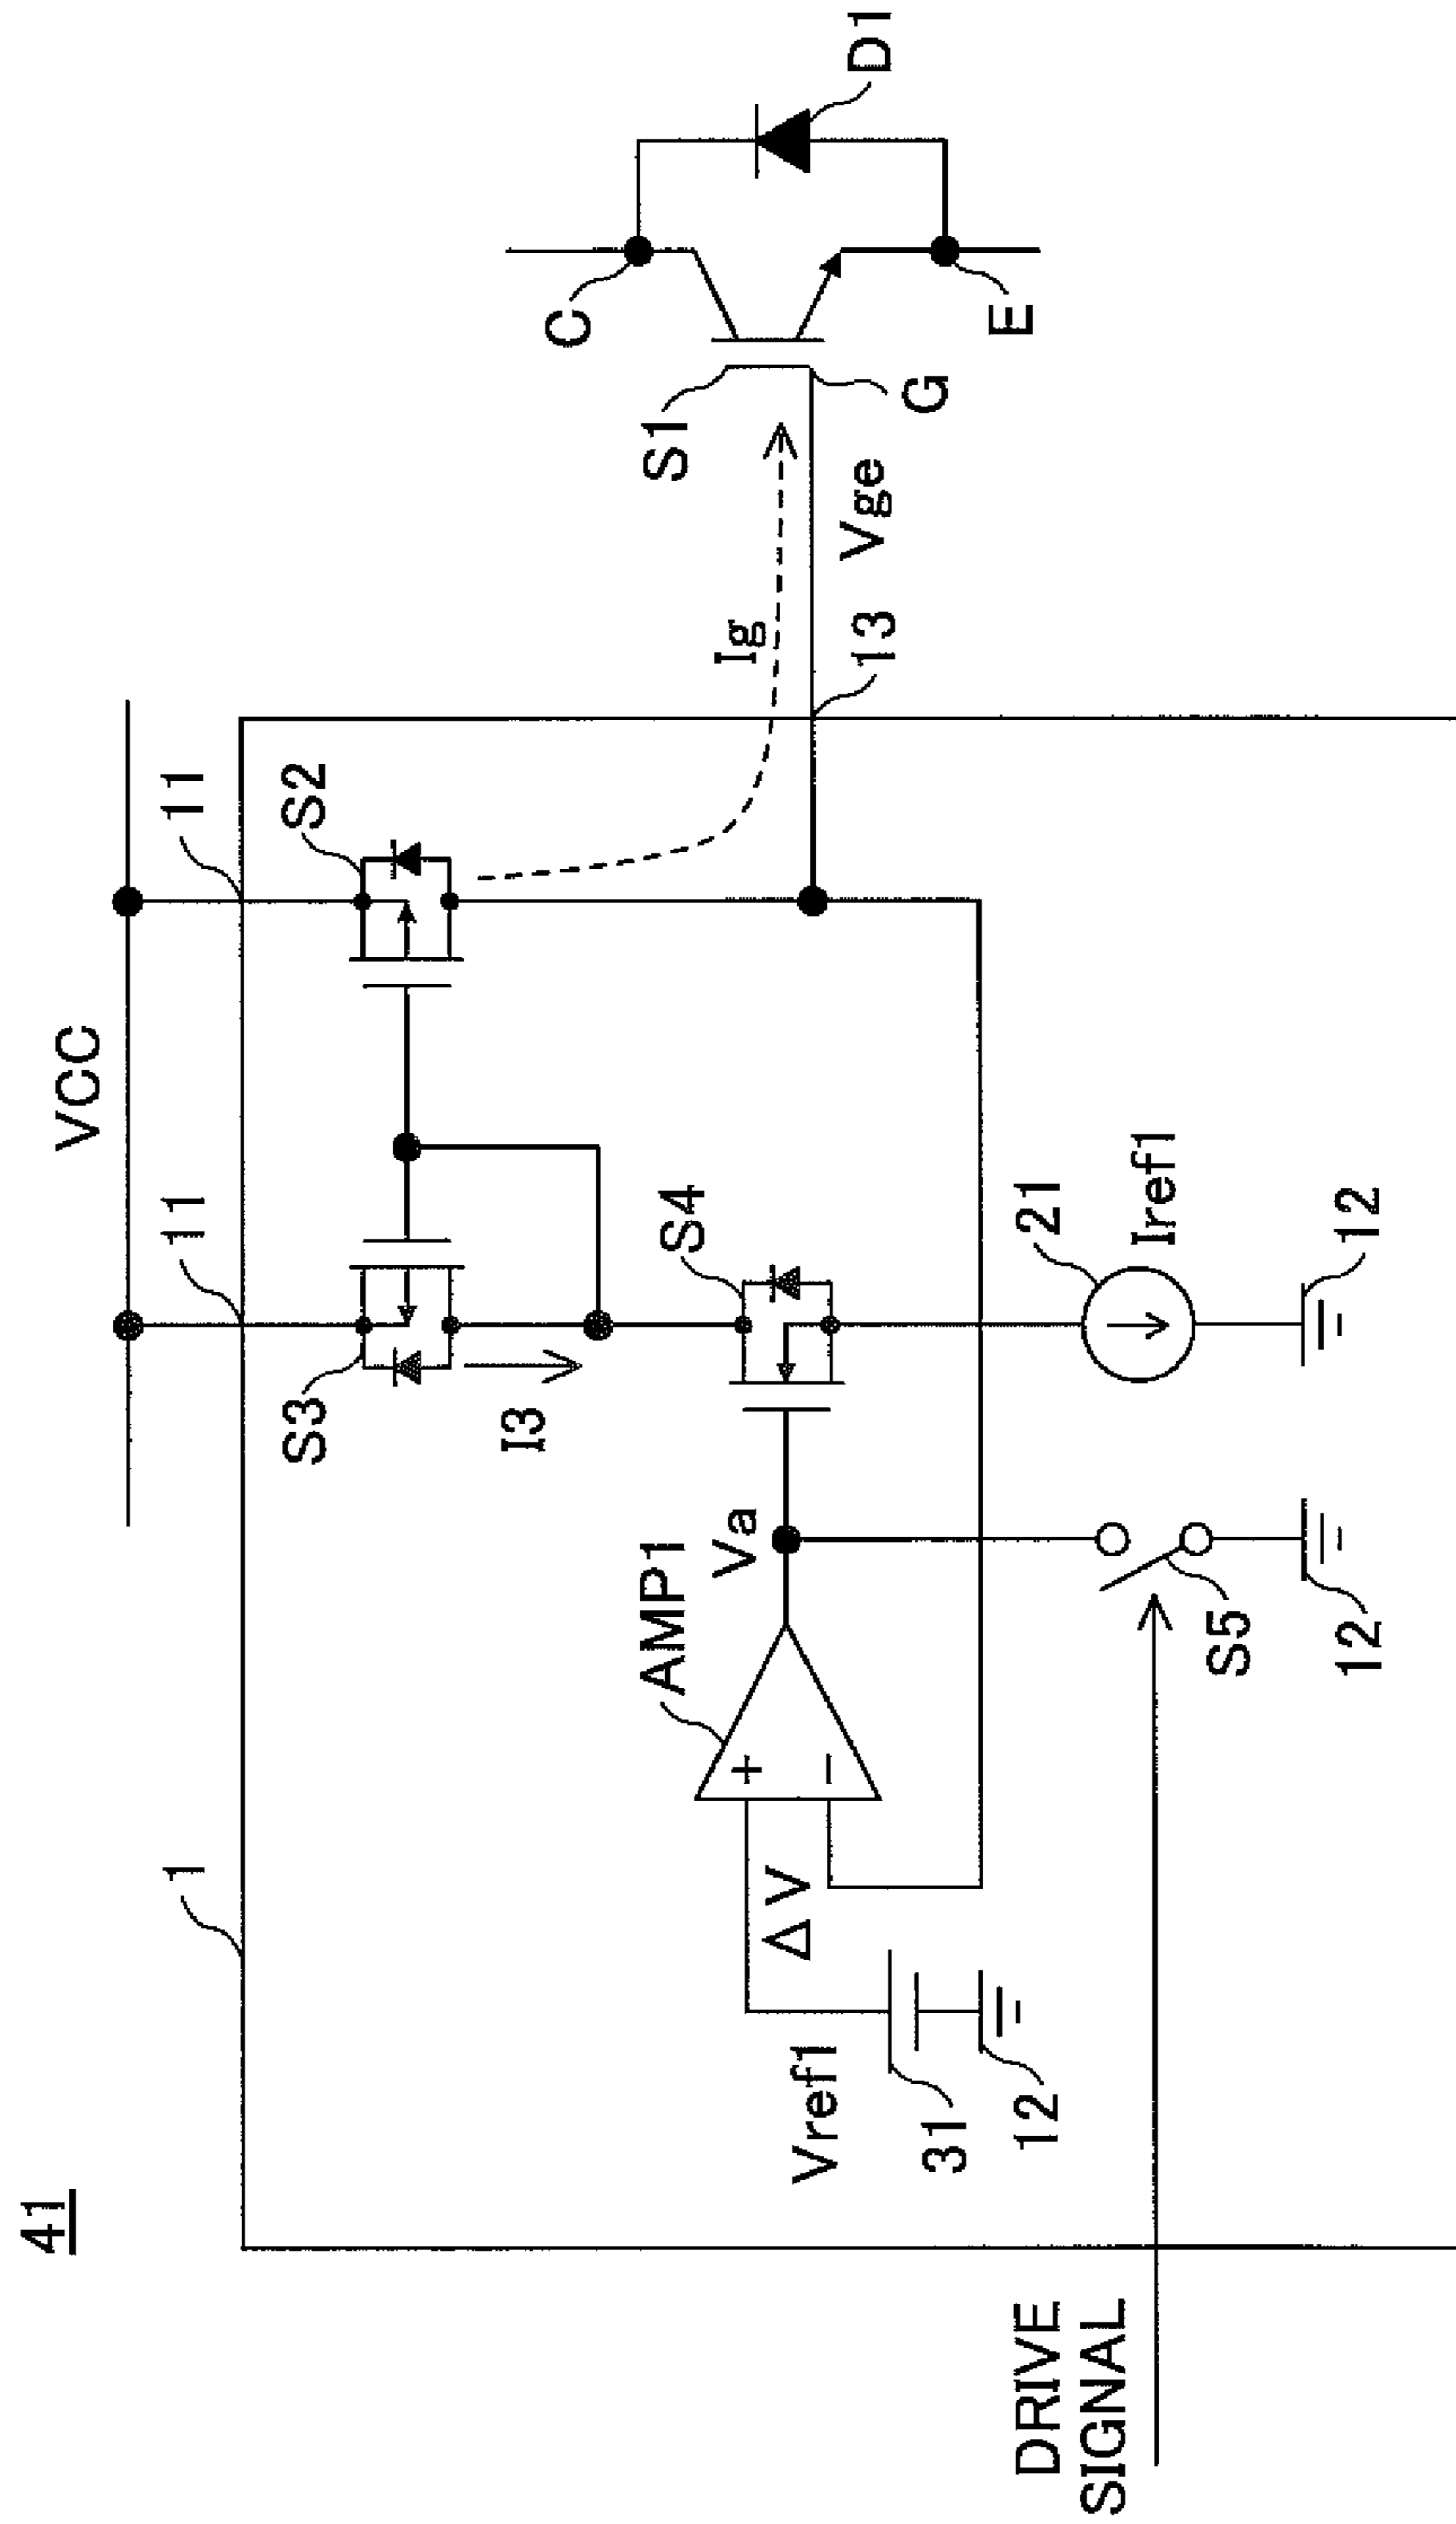 41
1
VCC
11
11
S3
S2
I3
S4
AMP1
Va
+
−
ΔV
Vref1
31
12
21
Iref1
12
S5
12
DRIVE
SIGNAL
Ig
13
Vge
S1
G
C
E
D1